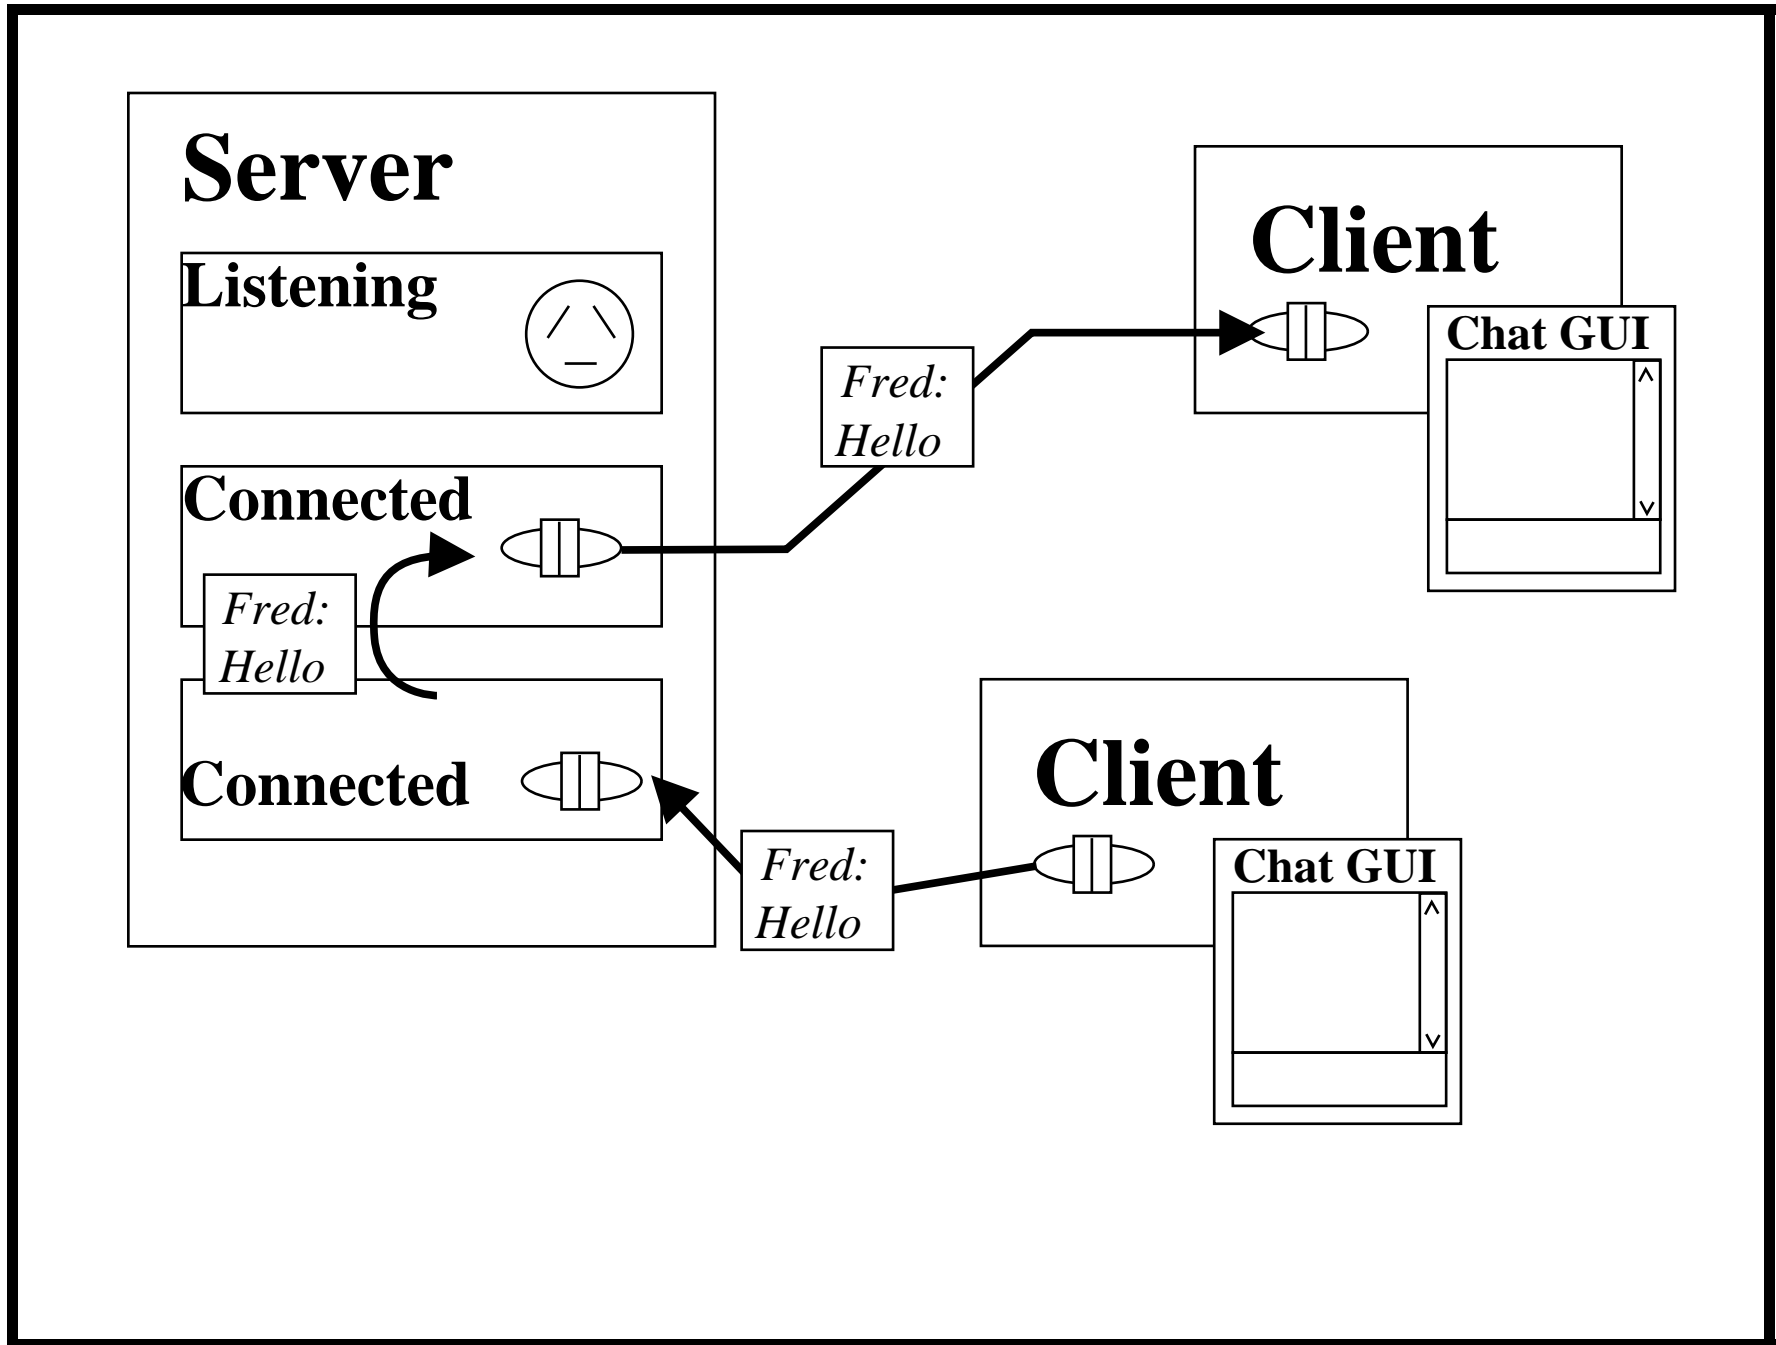 Server
Listening
Connected
Fred:
Hello
Connected
Fred:
Hello
Client
Chat GUI
Fred:
Hello
Client
Chat GUI